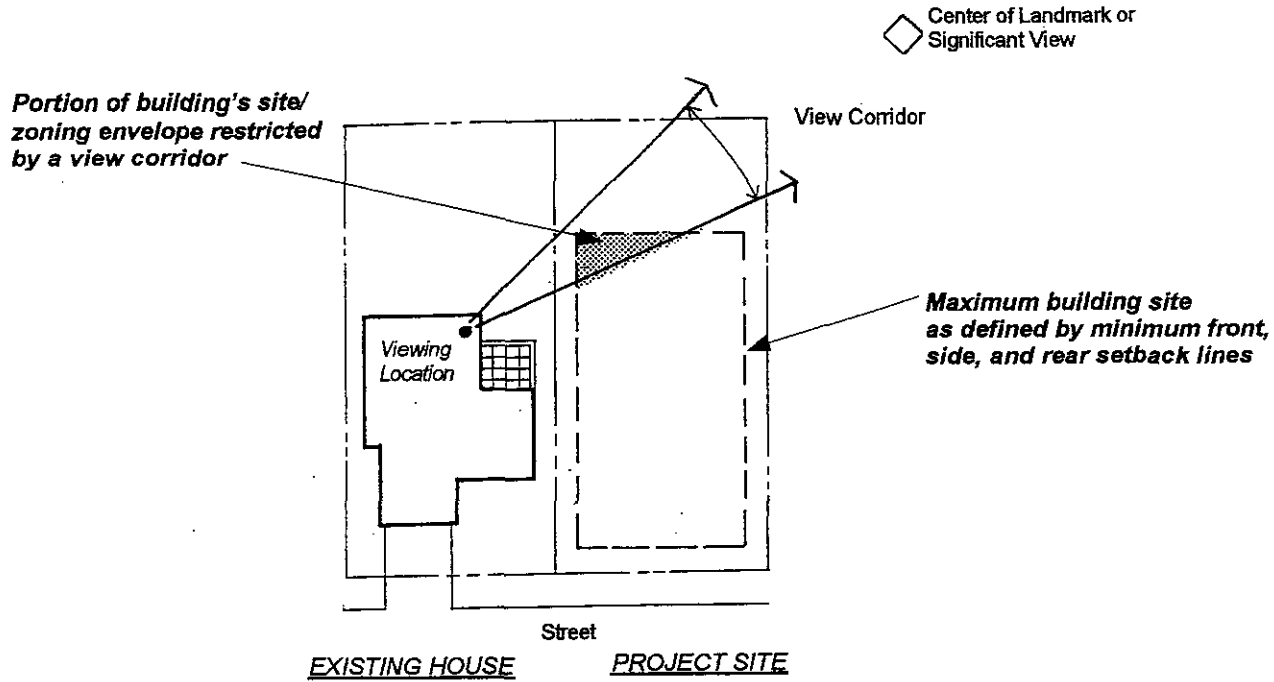 Center of Landmark or
Significant View
Portion of building's site/
zoning envelope restricted
by a view corridor
View Corridor
Maximum building site
as defined by minimum front,
side, and rear setback lines
Viewing
Location
Street
EXISTING HOUSE
PROJECT SITE